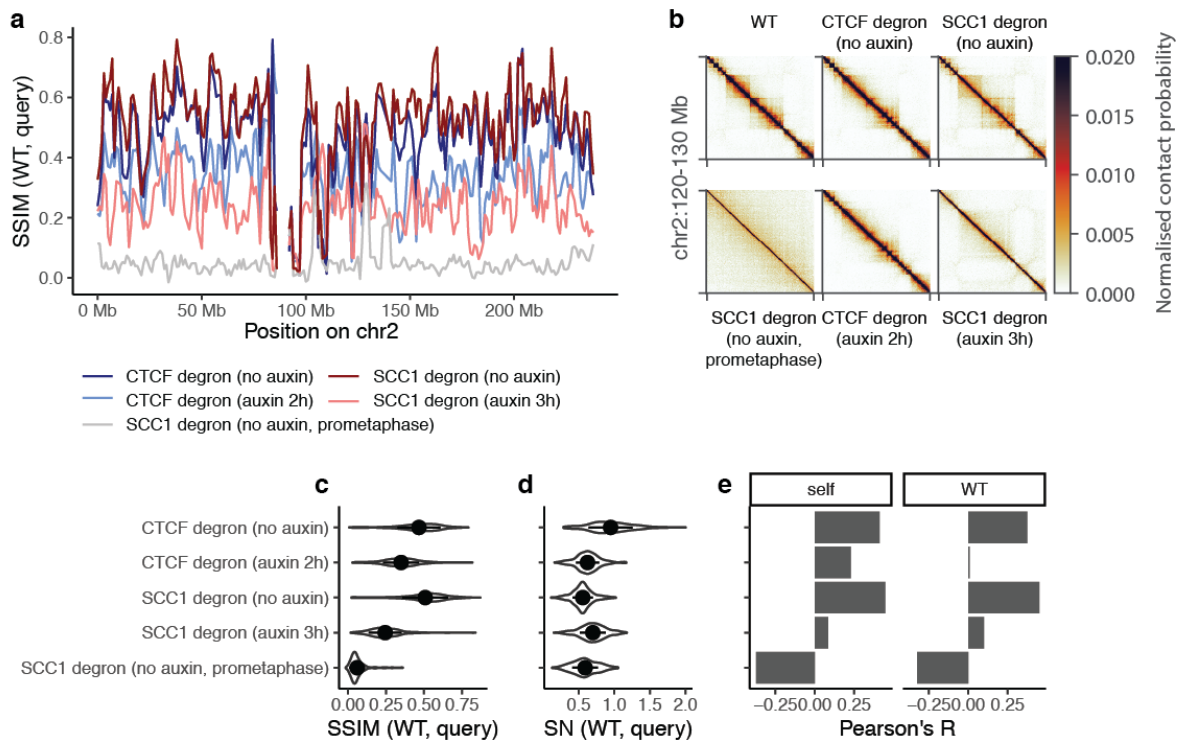 a
0.8
0.6
0.4
0.2
0.0
SSIM (WT, query)
0 Mb
50 Mb
100 Mb
150 Mb
200 Mb
Position on chr2
CTCF degron (no auxin)
SCC1 degron (no auxin)
CTCF degron (auxin 2h)
SCC1 degron (auxin 3h)
SCC1 degron (no auxin, prometaphase)
b
WT
CTCF degron
(no auxin)
SCC1 degron
(no auxin)
chr2:120-130 Mb
SCC1 degron
(no auxin,
prometaphase)
CTCF degron
(auxin 2h)
SCC1 degron
(auxin 3h)
0.020
0.015
0.010
0.005
0.000
Normalised contact probability
c
CTCF degron (no auxin)
CTCF degron (auxin 2h)
SCC1 degron (no auxin)
SCC1 degron (auxin 3h)
SCC1 degron (no auxin, prometaphase)
0.00 0.25 0.50 0.75
SSIM (WT, query)
d
0.5 1.0 1.5 2.0
SN (WT, query)
e
self
WT
−0.25 0.00 0.25
−0.25 0.00 0.25
Pearson's R